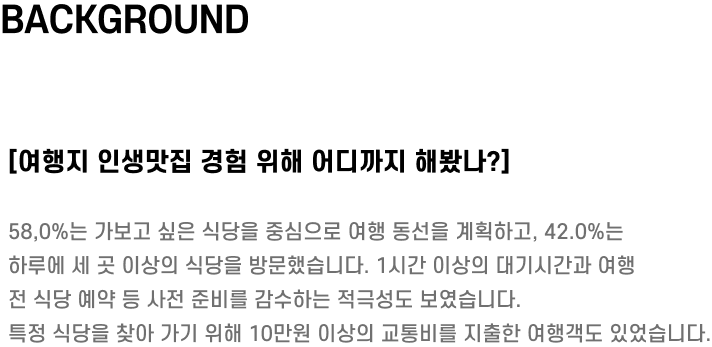 BACKGROUND
[여행지 인생맛집 경험 위해 어디까지 해봤나?]
58,0%는 가보고 싶은 식당을 중심으로 여행 동선을 계획하고, 42.0%는
하루에 세 곳 이상의 식당을 방문했습니다. 1시간 이상의 대기시간과 여행
전 식당 예약 등 사전 준비를 감수하는 적극성도 보였습니다.
특정 식당을 찾아 가기 위해 10만원 이상의 교통비를 지출한 여행객도 있었습니다.